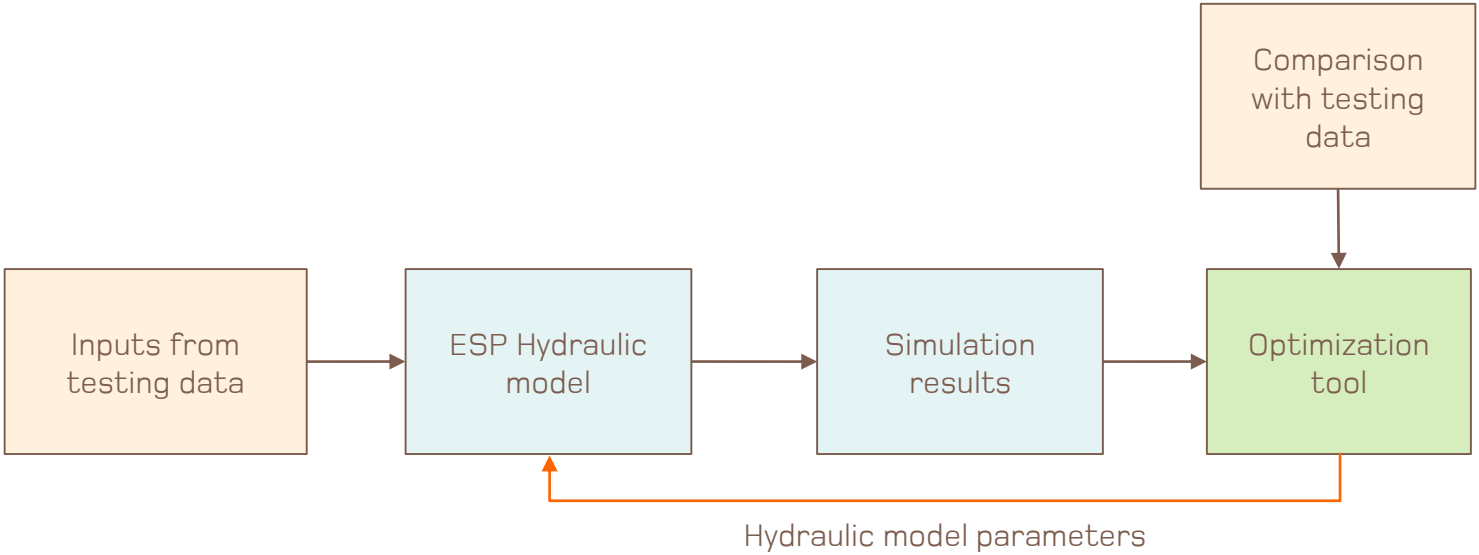 Comparison
with testing
data
Inputs from
testing data
ESP Hydraulic
model
Simulation
results
Optimization
tool
Hydraulic model parameters